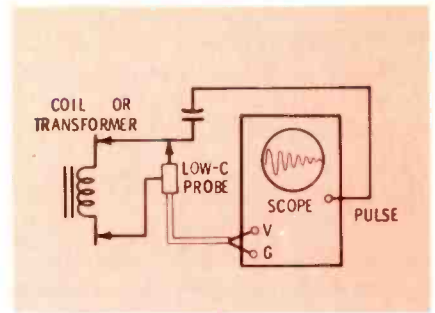 COIL OR
TRANSFORMER
LOW-C
PROBE
SCOPE
PULSE
V
G